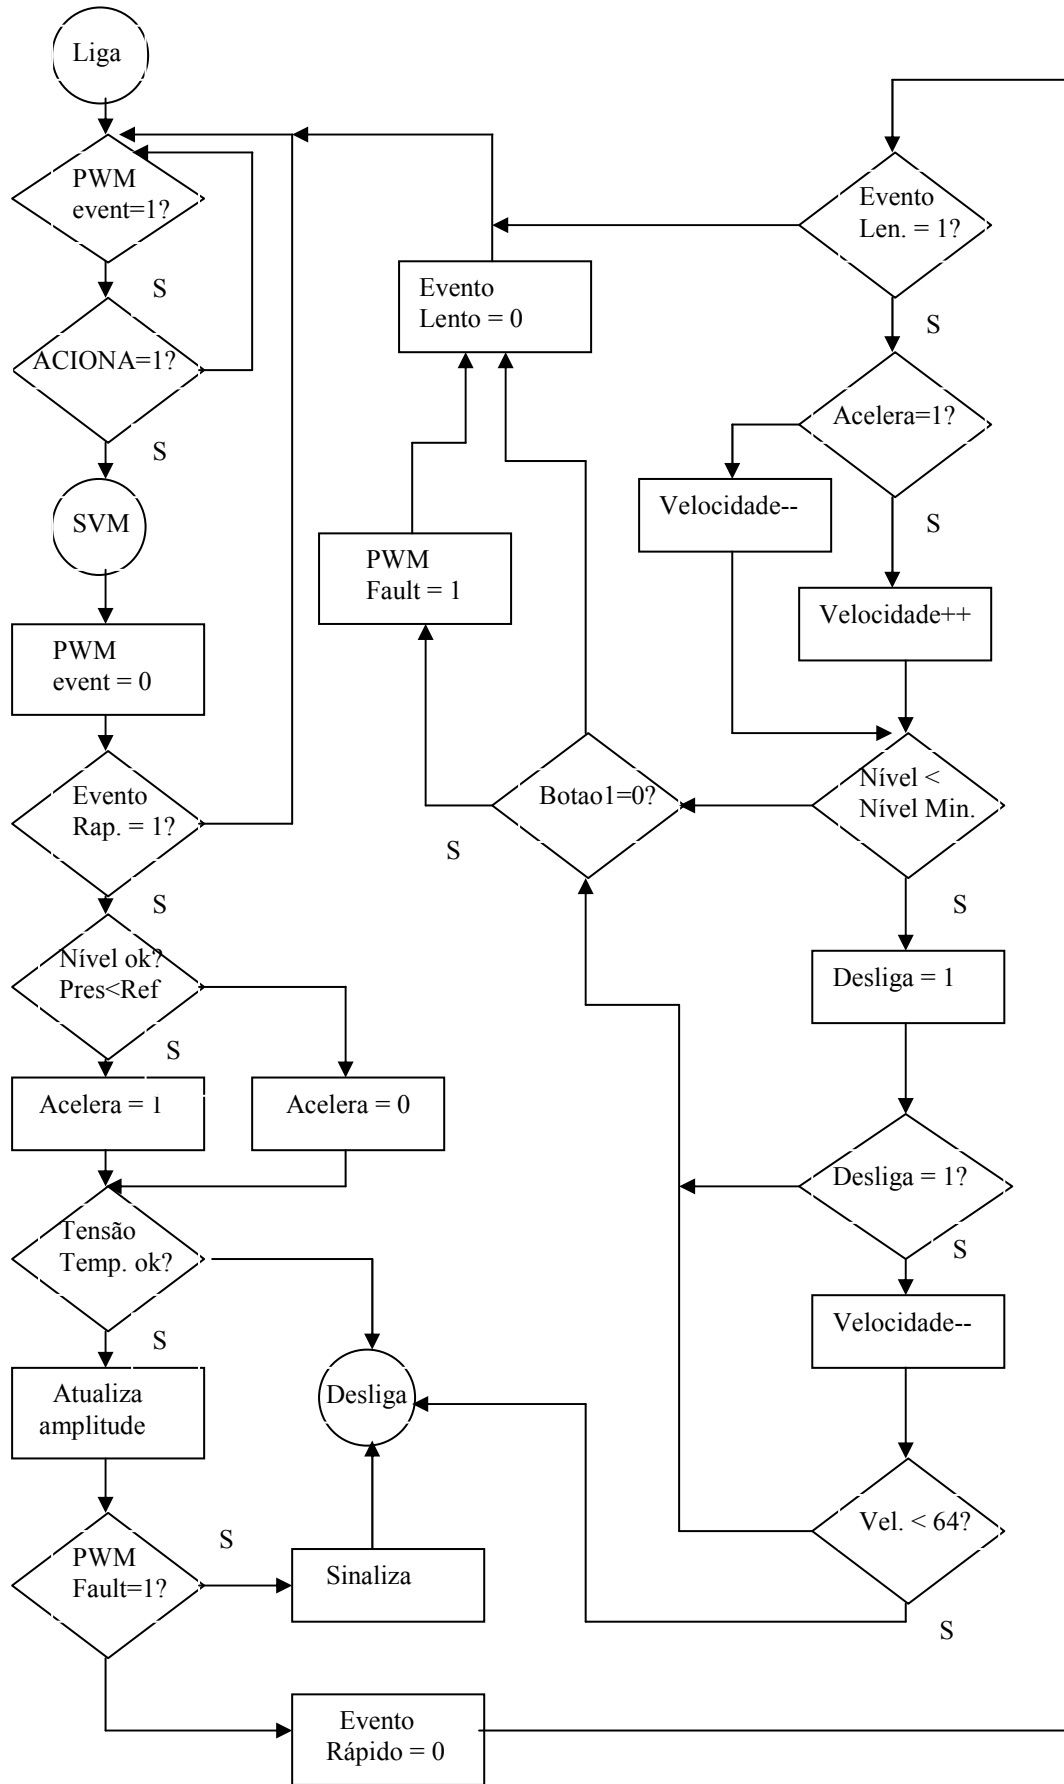 Liga
PWM
event=1?
S
ACIONA=1?
S
SVM
PWM
event = 0
Evento
Rap. = 1?
S
Nível ok?
Pres<Ref
S
Acelera = 1
Acelera = 0
Tensão
Temp. ok?
S
Atualiza
amplitude
Desliga
PWM
Fault=1?
S
Sinaliza
Evento
Rápido = 0
Evento
Lento = 0
PWM
Fault = 1
Botao1=0?
S
Evento
Len. = 1?
S
Acelera=1?
S
Velocidade--
Velocidade++
Nível <
Nível Min.
S
Desliga = 1
Desliga = 1?
S
Velocidade--
Vel. < 64?
S